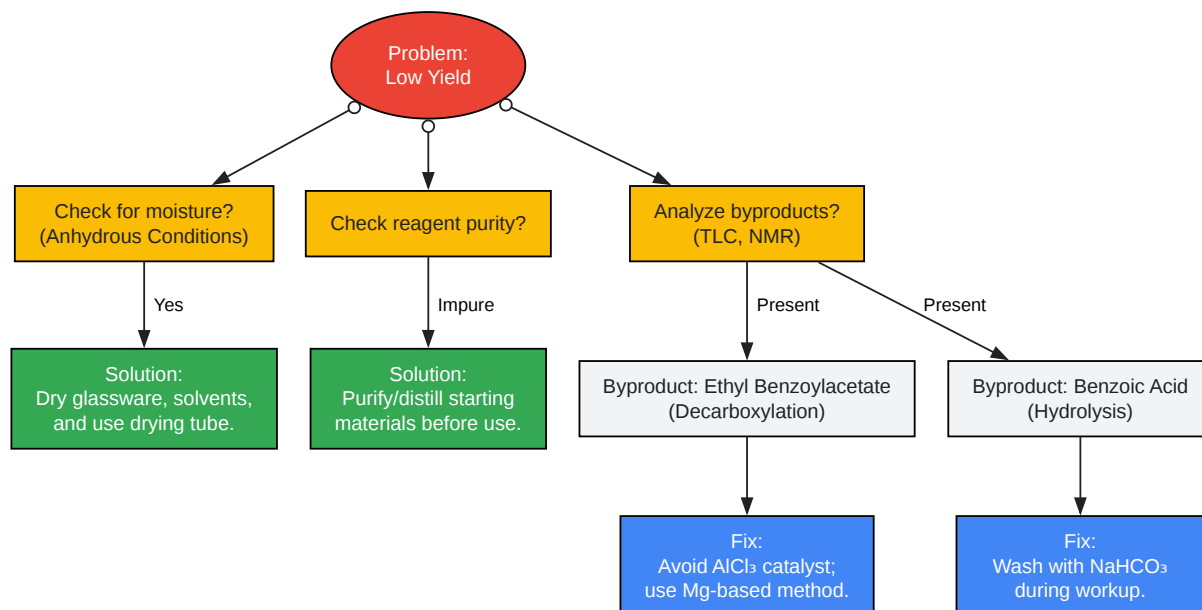 Problem:
Low Yield
Check for moisture?
(Anhydrous Conditions)
Check reagent purity?
Analyze byproducts?
(TLC, NMR)
Yes
Impure
Present
Present
Solution:
Dry glassware, solvents,
and use drying tube.
Solution:
Purify/distill starting
materials before use.
Byproduct: Ethyl Benzoylacetate
(Decarboxylation)
Byproduct: Benzoic Acid
(Hydrolysis)
Fix:
Avoid AlCl₃ catalyst;
use Mg-based method.
Fix:
Wash with NaHCO₃
during workup.